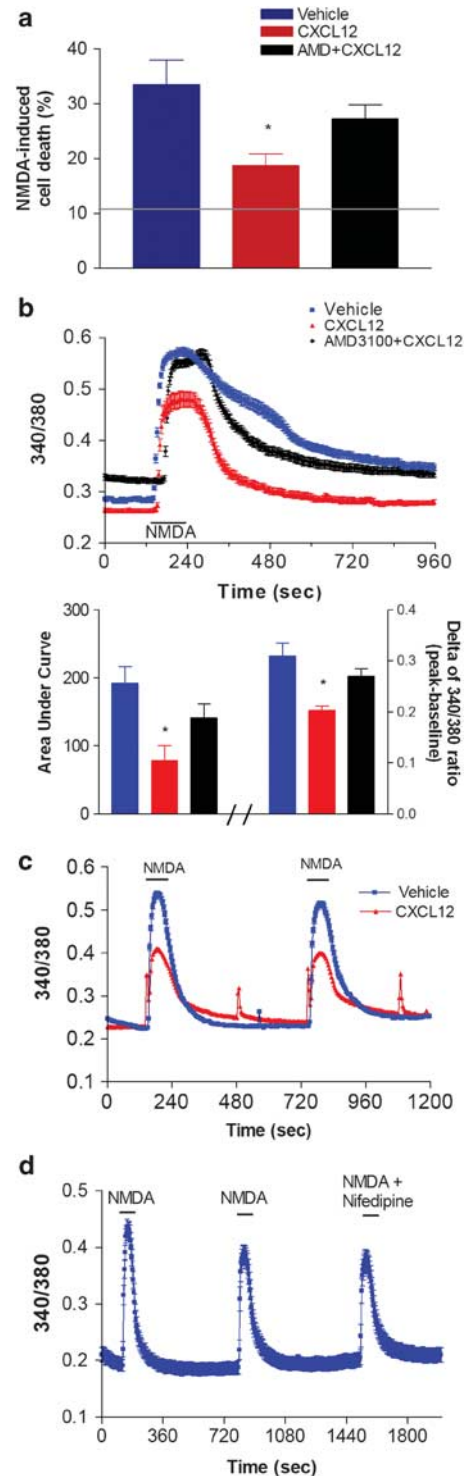 a
Vehicle
CXCL12
AMD+CXCL12
NMDA-induced
cell death (%)
40
30
20
10
0
*
b
Vehicle
CXCL12
AMD3100+CXCL12
340/380
0.6
0.5
0.4
0.3
0.2
NMDA
0 240 480 720 960
Time (sec)
Area Under Curve
300
200
100
0
* *
0.4
0.3
0.2
0.1
0.0
Delta of 340/380 ratio
(peak-baseline)
c
NMDA NMDA
Vehicle
CXCL12
340/380
0.6
0.5
0.4
0.3
0.2
0.1
0 240 480 720 960 1200
Time (sec)
d
NMDA NMDA NMDA +
Nifedipine
340/380
0.5
0.4
0.3
0.2
0.1
0 360 720 1080 1440 1800
Time (sec)